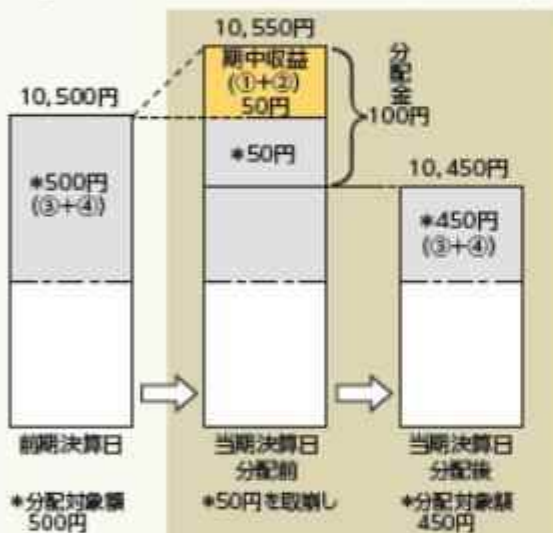 10,550円
期中収益
(①+②)
50円
分配金
100円
10,500円
*50円
*500円
(③+④)
10,450円
*450円
(③+④)
前期決算日
当期決算日
分配前
当期決算日
分配後
*分配対象額
500円
*50円を取崩し
*分配対象額
450円